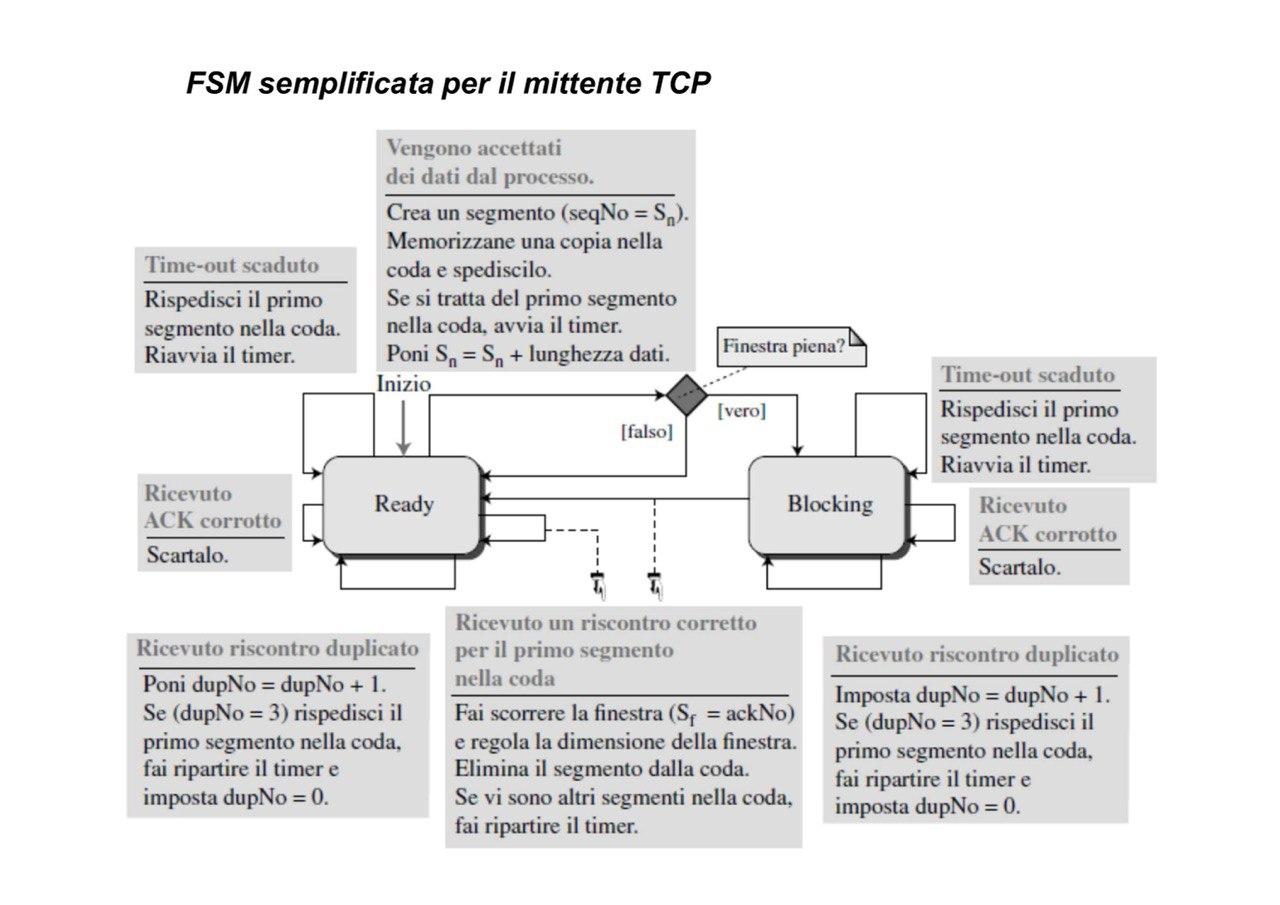 FSM semplificata per il mittente TCP
Vengono accettati
dei dati dal processo.
Crea un segmento (seqNo = Sn).
Memorizzane una copia nella
coda e spediscilo.
Se si tratta del primo segmento
nella coda, avvia il timer.
Poni Sn = Sn + lunghezza dati.
Time-out scaduto
Rispedisci il primo
segmento nella coda.
Riavvia il timer.
Finestra piena?
Inizio
[vero]
[falso]
Time-out scaduto
Rispedisci il primo
segmento nella coda.
Riavvia il timer.
Ricevuto
ACK corrotto
Scartalo.
Ready
Blocking
Ricevuto
ACK corrotto
Scartalo.
Ricevuto riscontro duplicato
Poni dupNo = dupNo + 1.
Se (dupNo = 3) rispedisci il
primo segmento nella coda,
fai ripartire il timer e
imposta dupNo = 0.
Ricevuto un riscontro corretto
per il primo segmento
nella coda
Fai scorrere la finestra (Sf = ackNo)
e regola la dimensione della finestra.
Elimina il segmento dalla coda.
Se vi sono altri segmenti nella coda,
fai ripartire il timer.
Ricevuto riscontro duplicato
Imposta dupNo = dupNo + 1.
Se (dupNo = 3) rispedisci il
primo segmento nella coda,
fai ripartire il timer e
imposta dupNo = 0.